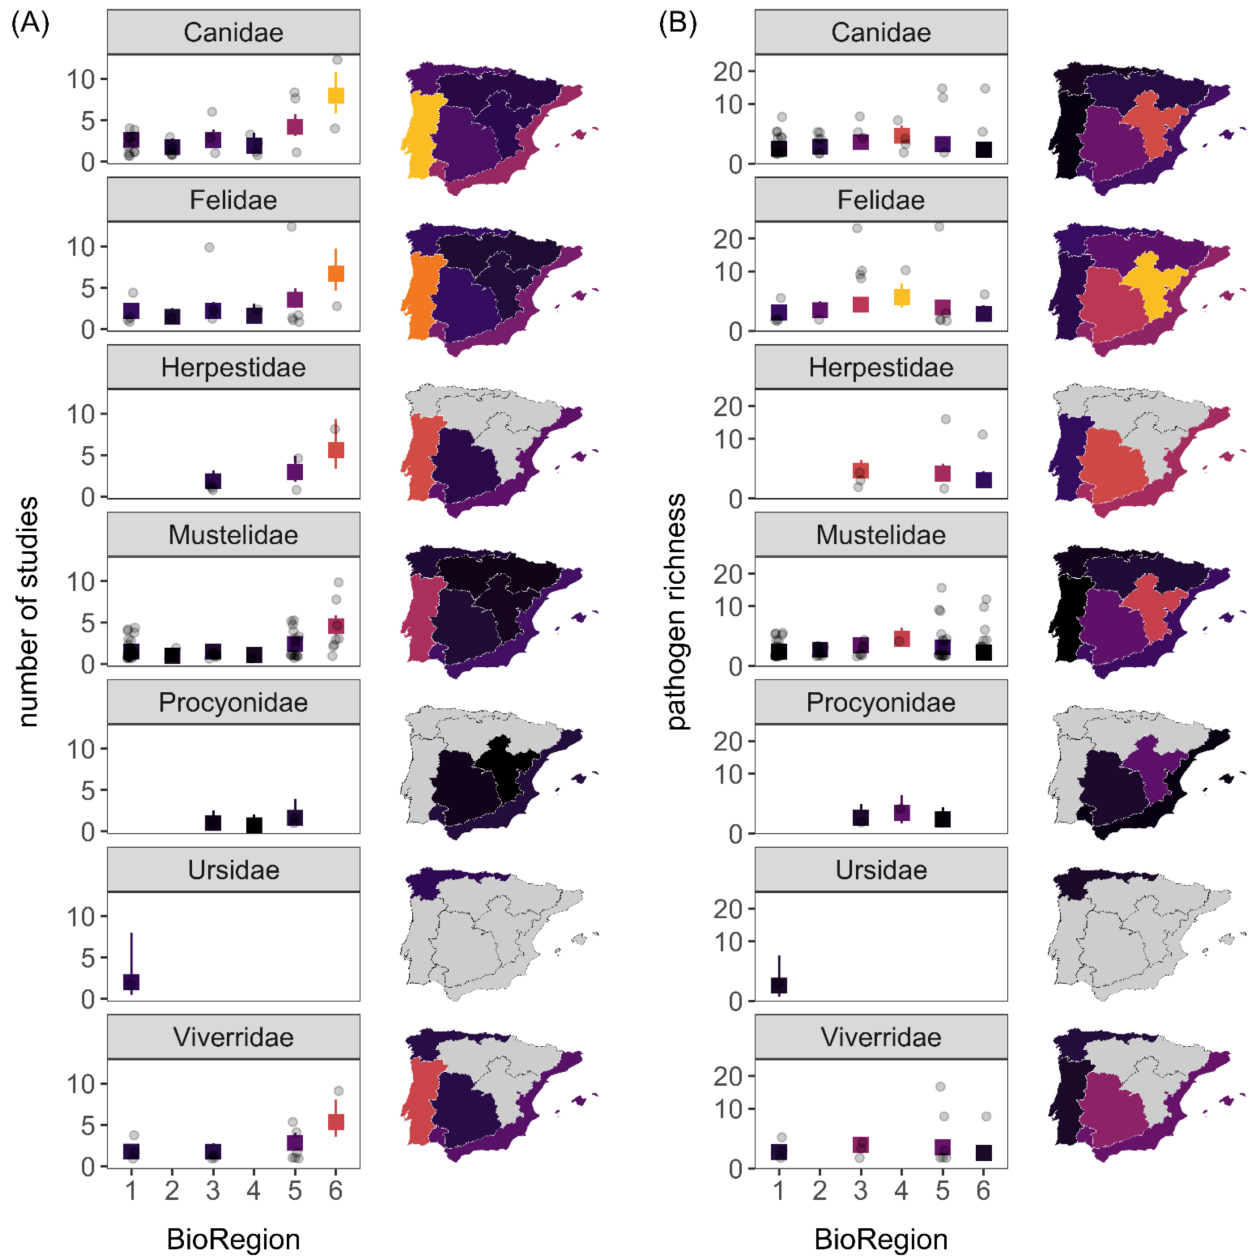 (A)
number of studies
Canidae
10
5
0
Felidae
10
5
0
Herpestidae
10
5
0
Mustelidae
10
5
0
Procyonidae
10
5
0
Ursidae
10
5
0
Viverridae
10
5
0
1 2 3 4 5 6
BioRegion
(B)
pathogen richness
Canidae
20
10
0
Felidae
20
10
0
Herpestidae
20
10
0
Mustelidae
20
10
0
Procyonidae
20
10
0
Ursidae
20
10
0
Viverridae
20
10
0
1 2 3 4 5 6
BioRegion